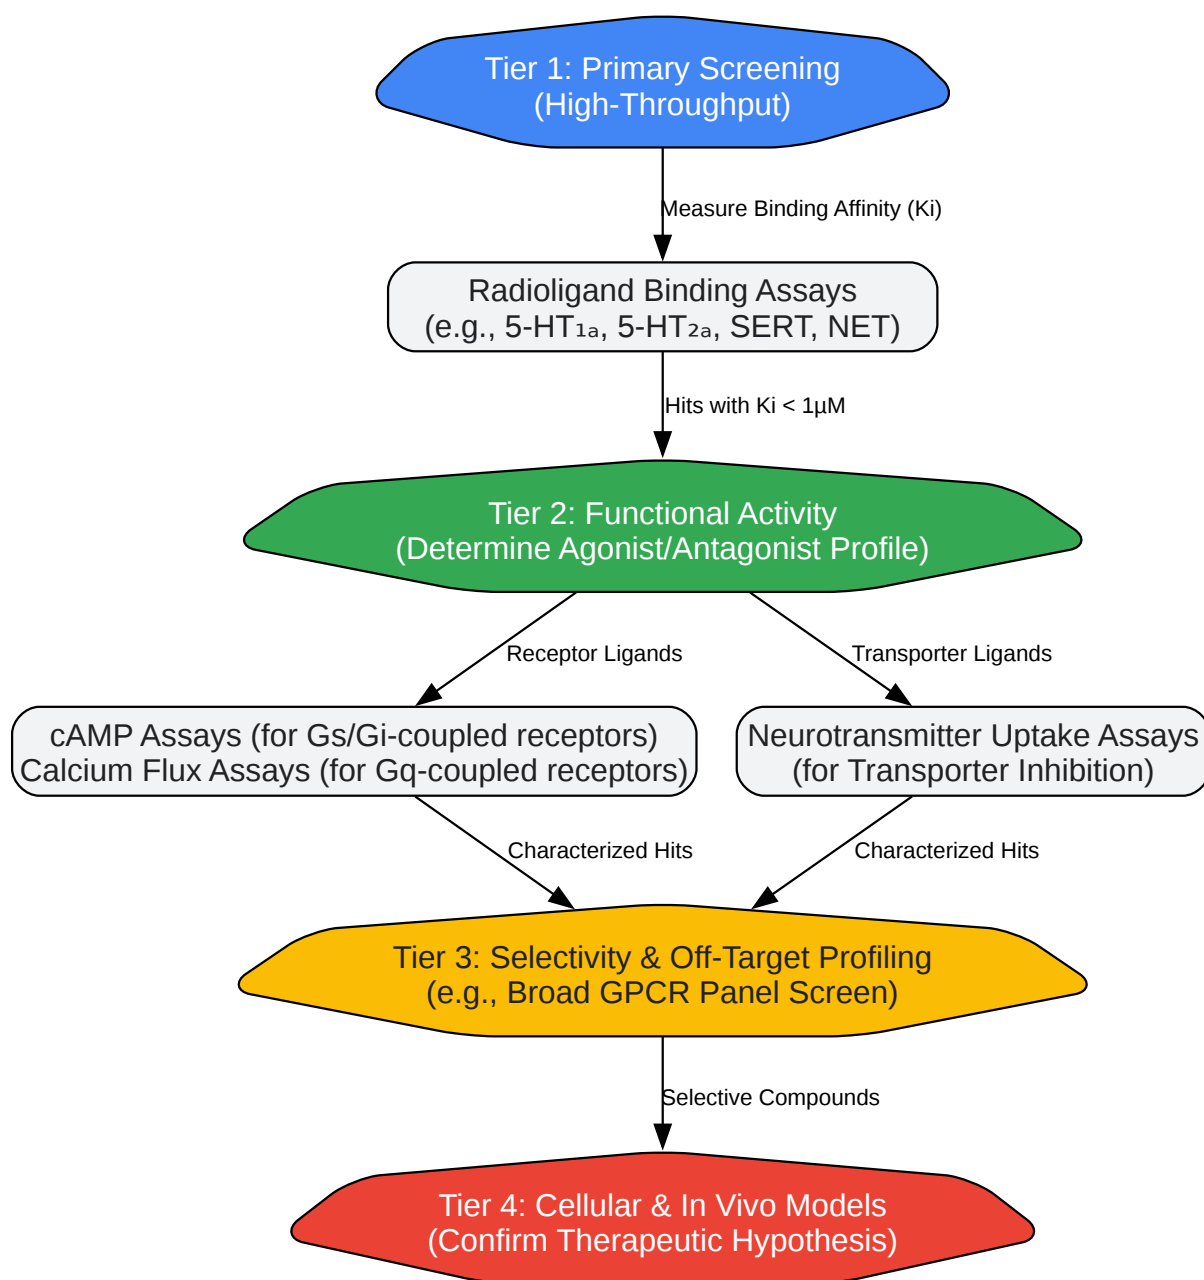 Tier 1: Primary Screening
(High-Throughput)
Measure Binding Affinity (Ki)
Radioligand Binding Assays
(e.g., 5-HT₁ₐ, 5-HT₂ₐ, SERT, NET)
Hits with Ki < 1µM
Tier 2: Functional Activity
(Determine Agonist/Antagonist Profile)
Receptor Ligands
Transporter Ligands
cAMP Assays (for Gs/Gi-coupled receptors)
Calcium Flux Assays (for Gq-coupled receptors)
Neurotransmitter Uptake Assays
(for Transporter Inhibition)
Characterized Hits
Characterized Hits
Tier 3: Selectivity & Off-Target Profiling
(e.g., Broad GPCR Panel Screen)
Selective Compounds
Tier 4: Cellular & In Vivo Models
(Confirm Therapeutic Hypothesis)